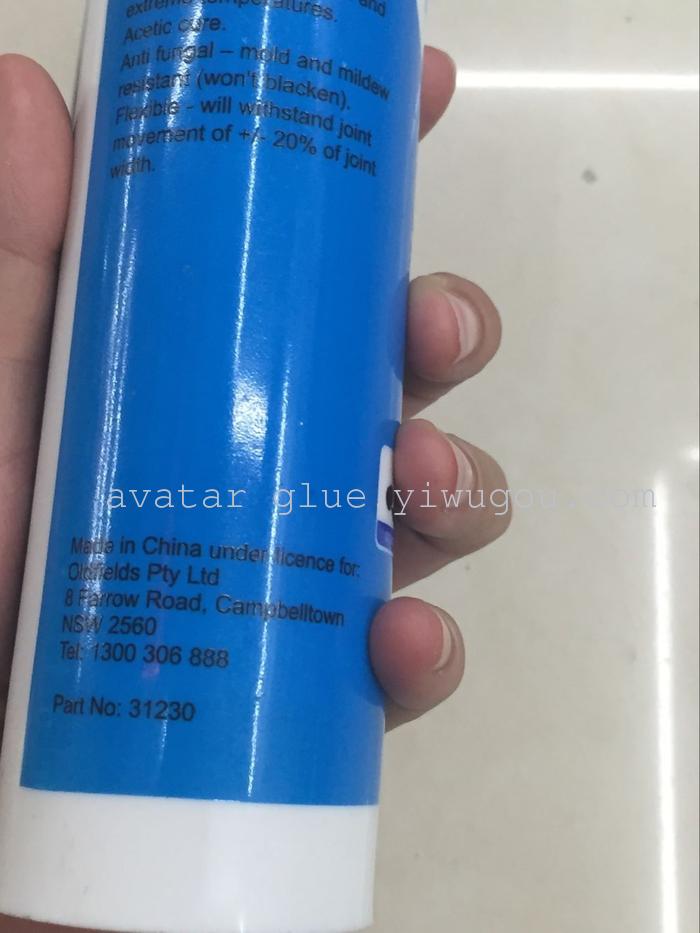 extreme temperatures.
and
Acetic cure.
Anti fungal – mold and mildew
resistant (won't blacken).
Flexible - will withstand joint
movement of +/- 20% of joint
width.
avatar glue.yiwugou.com
Made in China under licence for:
Oldfields Pty Ltd
8 Farrow Road, Campbelltown
NSW 2560
Tel: 1300 306 888
Part No: 31230